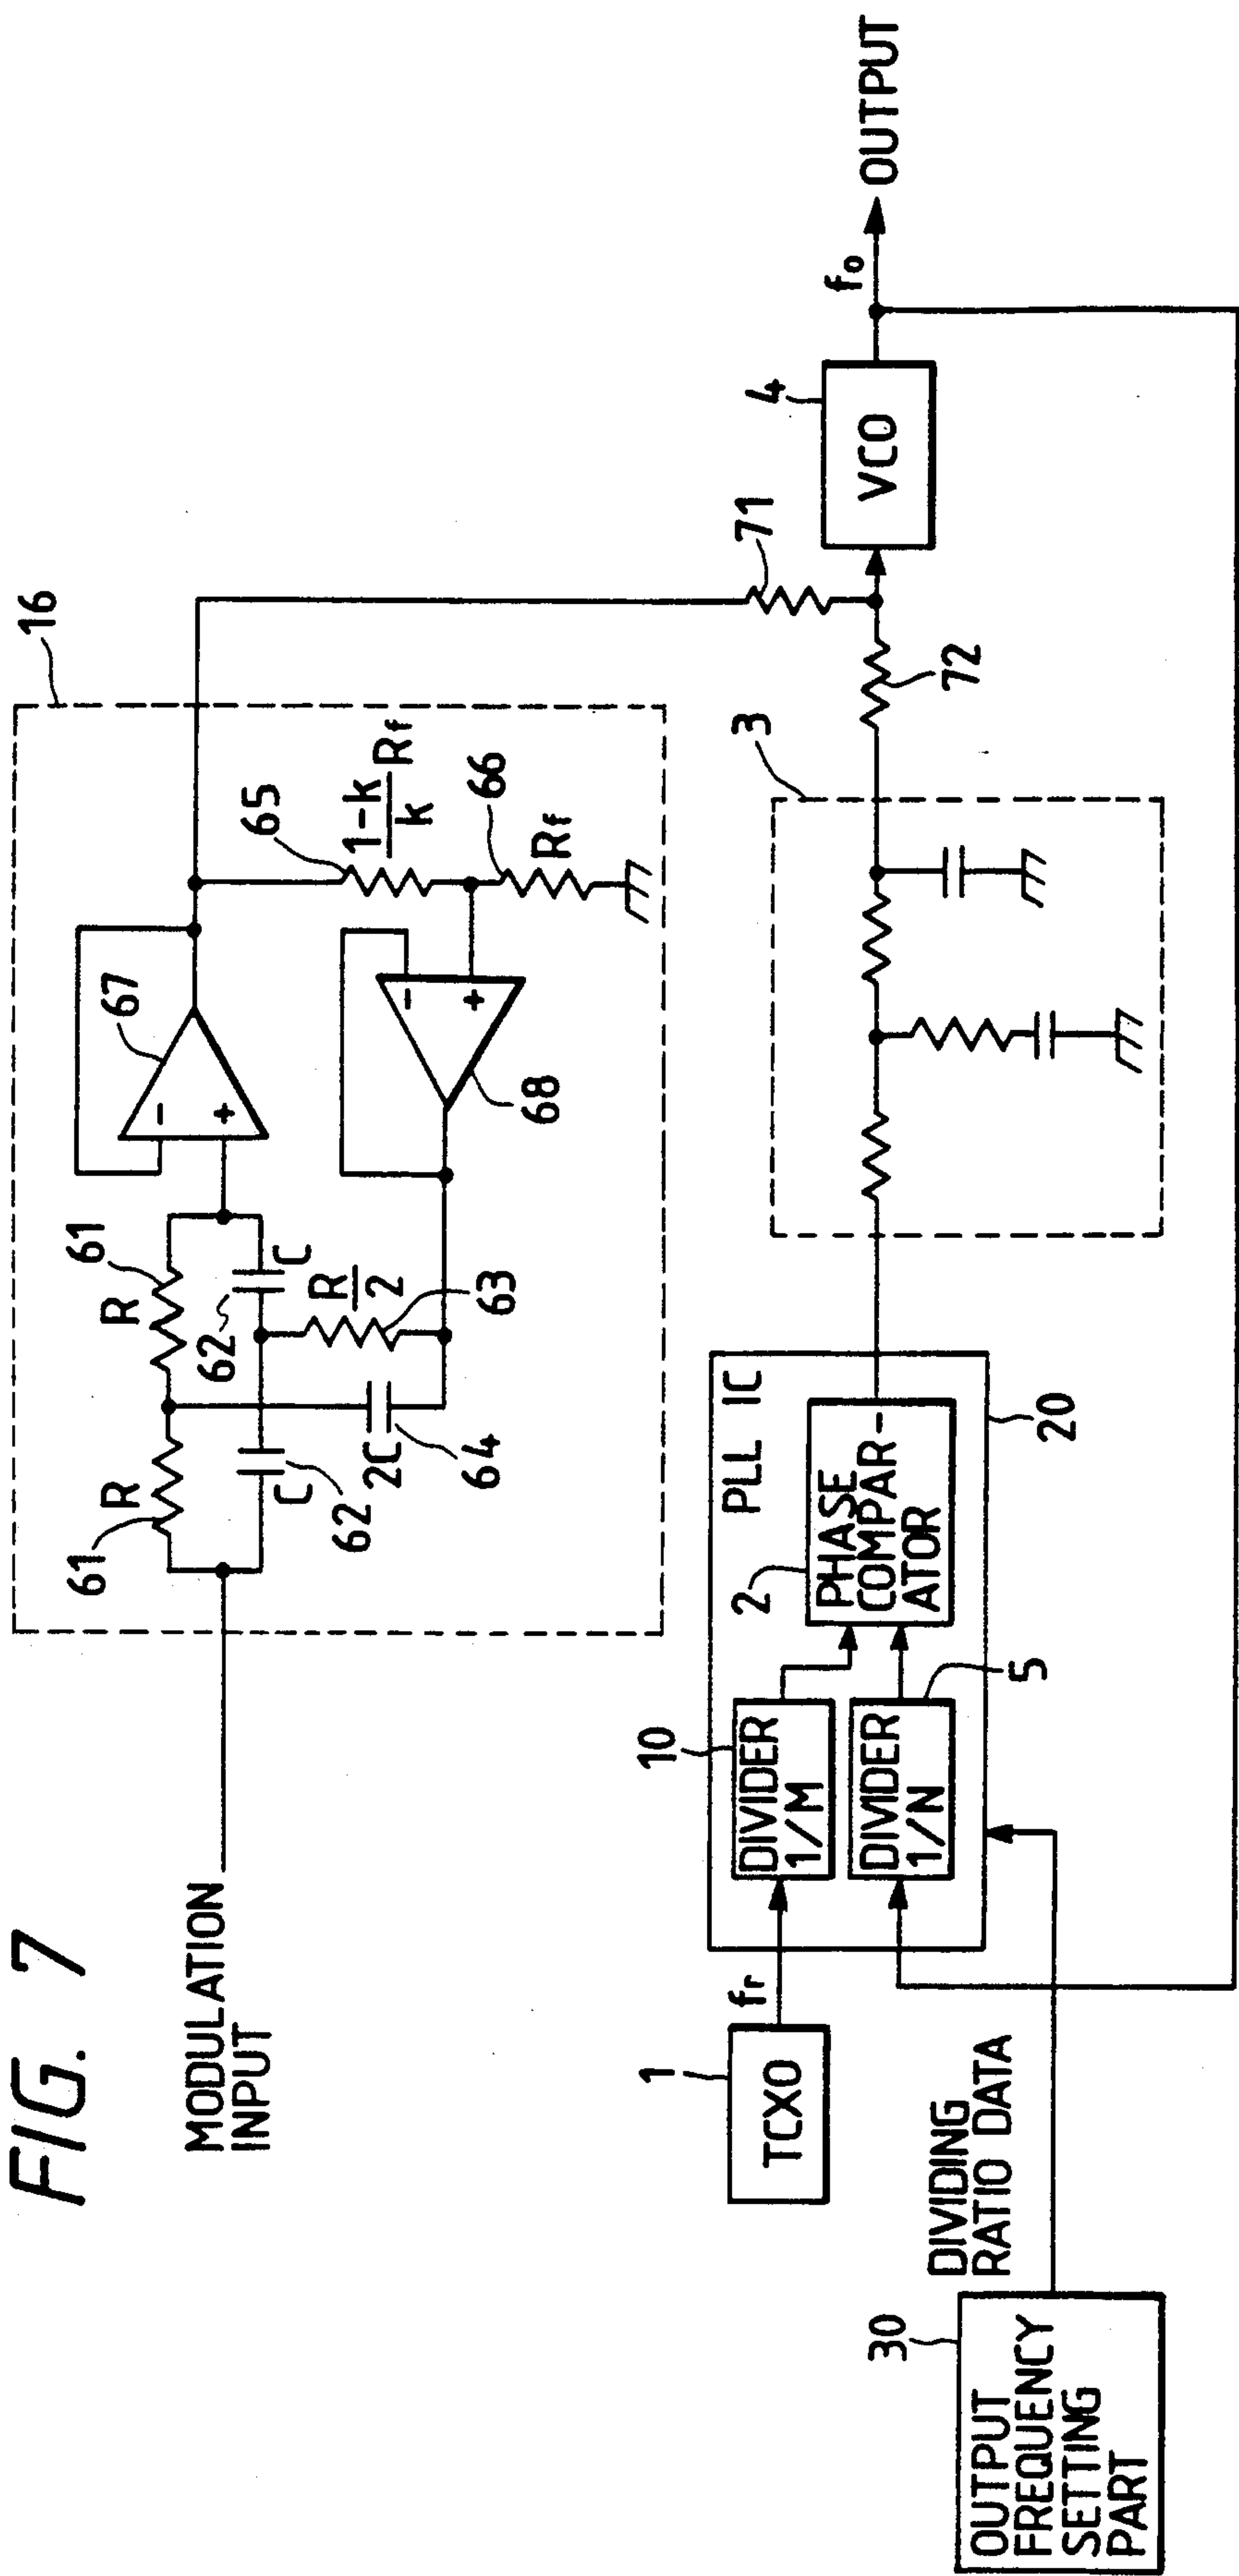 FIG. 7
MODULATION
INPUT
16
61
R
R
61
62
C
C
62
2C
64
R
2
63
67
-
+
-
+
68
65
1-k
k
Rf
66
Rf
71
72
3
4
VCO
fo
OUTPUT
1
TCXO
fr
10
DIVIDER
1/M
DIVIDER
1/N
5
2
PHASE
COMPAR-
ATOR
PLL IC
20
DIVIDING
RATIO DATA
30
OUTPUT
FREQUENCY
SETTING
PART